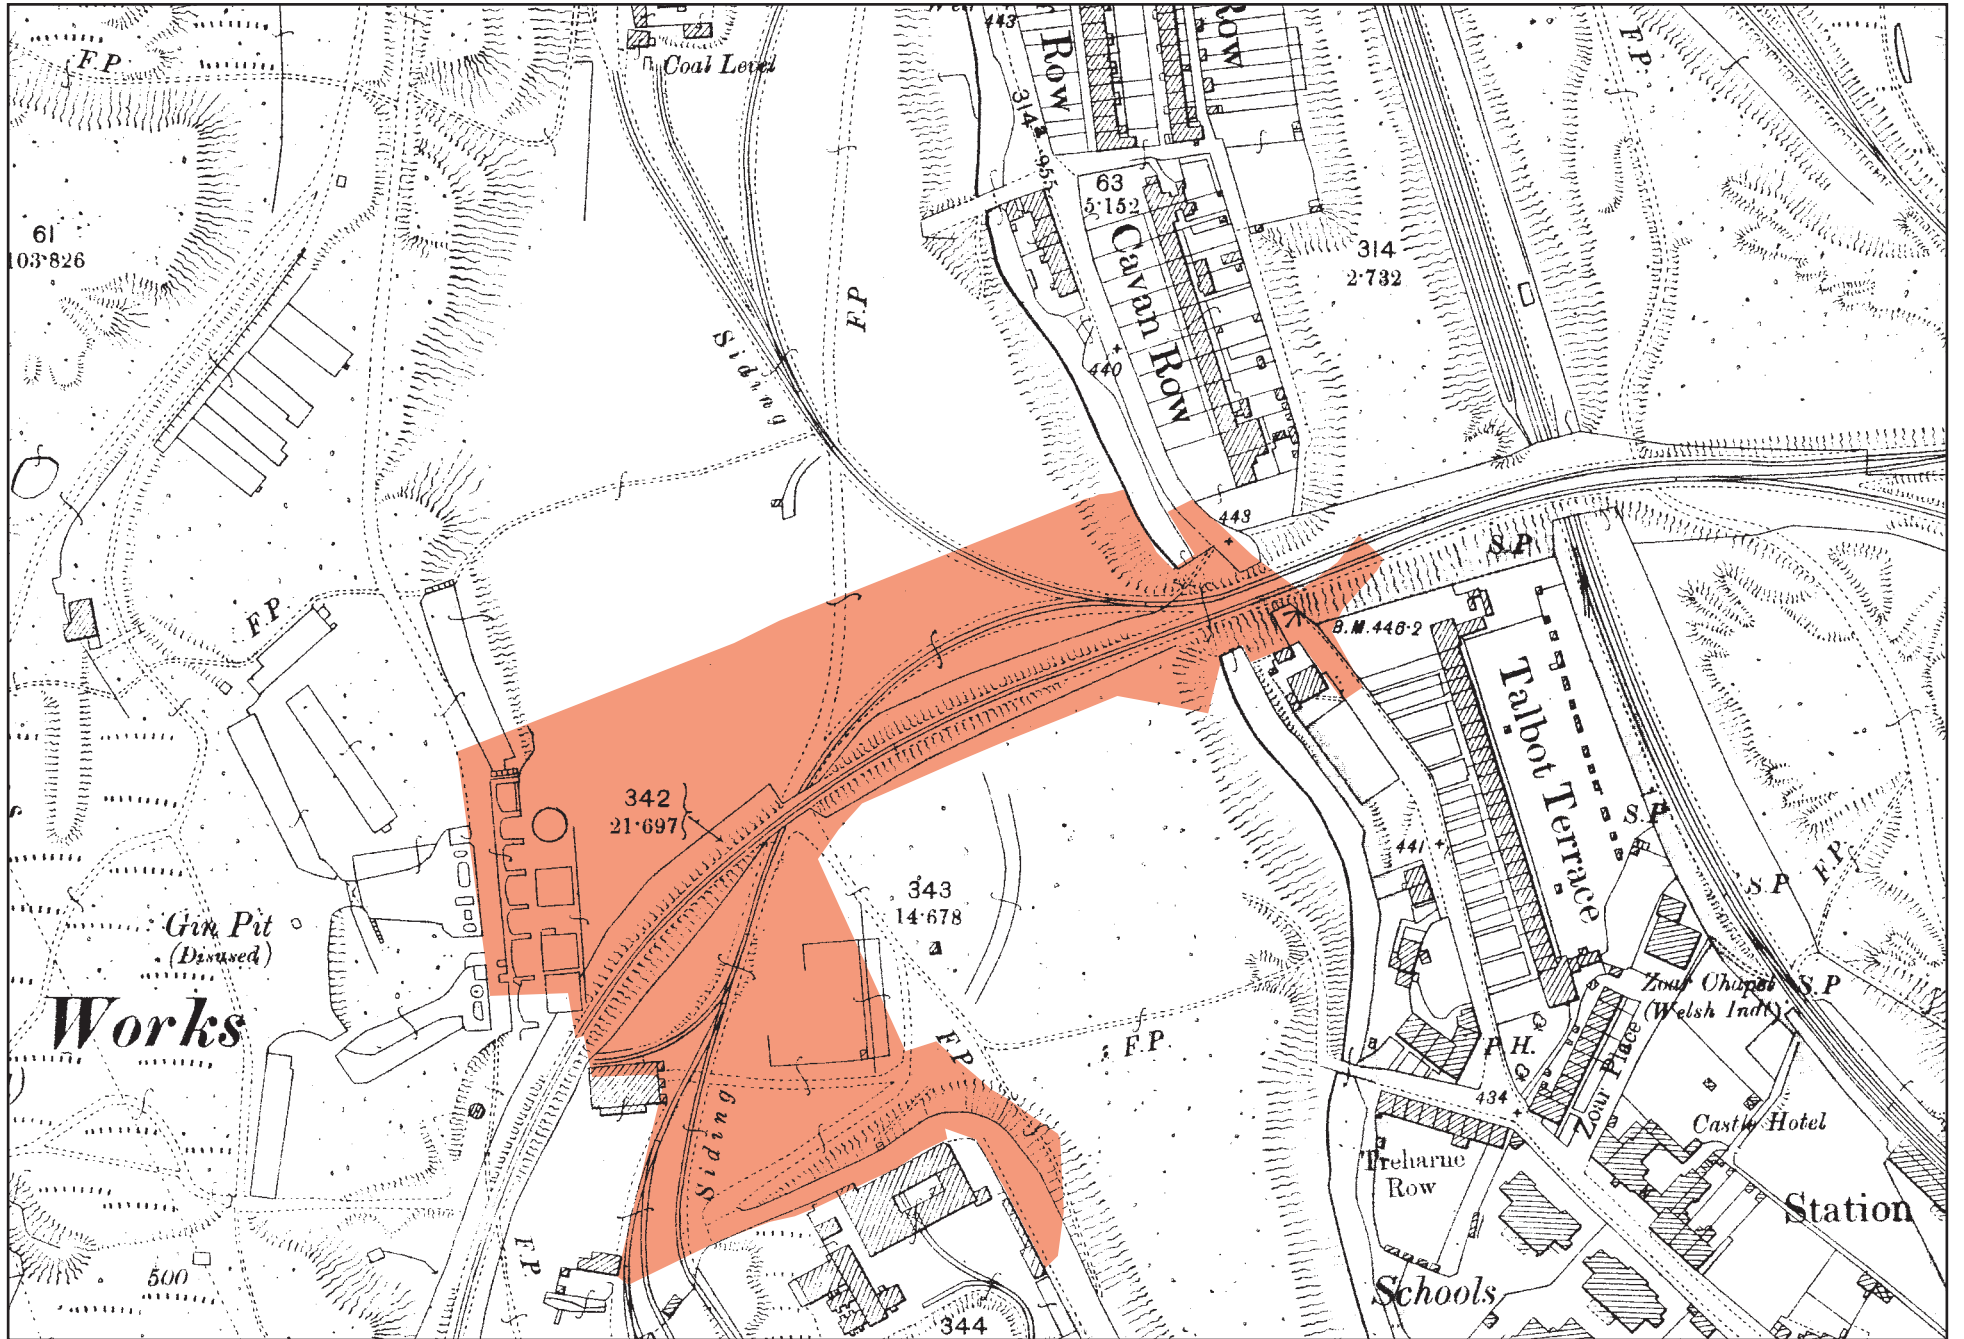 443
Row
Row
F.P.
F.P.
Coal Level
314a
.955
63
5.152
61
103.826
314
2.732
Cavan Row
F.P
Siding
440
443
S.P
F.P.
B.M.446.2
Talbot Terrace
342
21.697
S.P
441
343
14.678
S.P
F.P.
Gin Pit
(Disused)
Works
Zoar Chapel
(Welsh Indt)
S.P
F.P.
F.P.
P.H.
Zoar Place
434
Siding
Castle Hotel
Treharne
Row
Station
F.P.
500
Schools
344